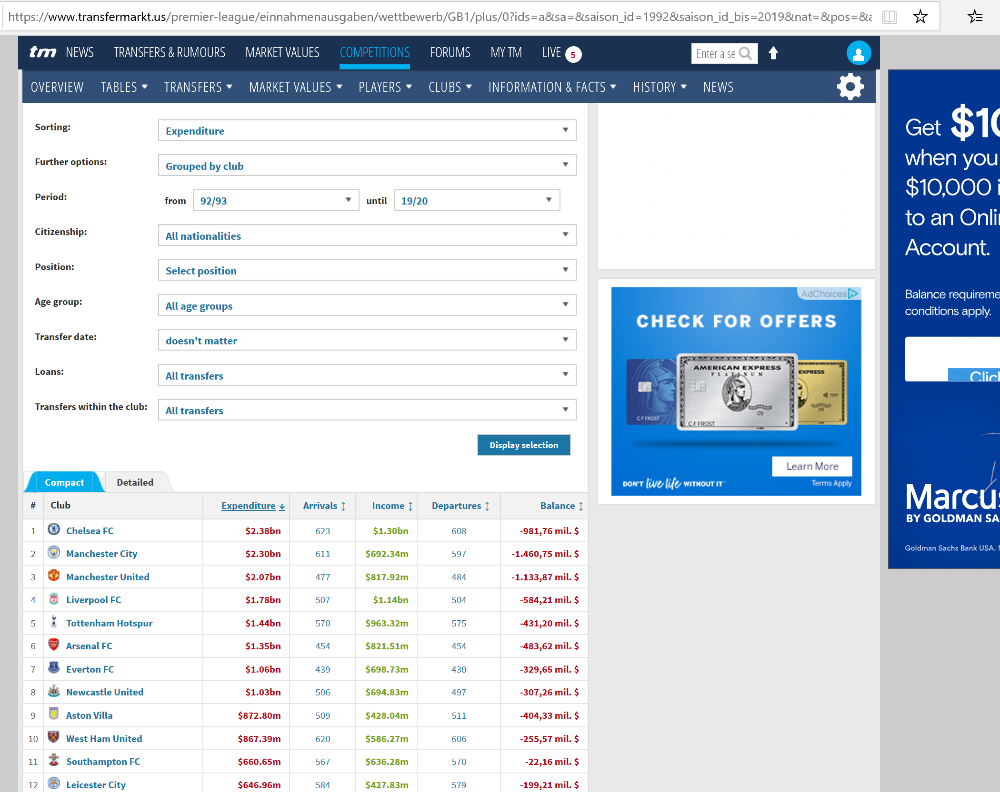 https://www.transfermarkt.us/premier-league/einnahmenausgaben/wettbewerb/GB1/plus/0?ids=a&sa=&saison_id=1992&saison_id_bis=2019&nat=&pos=&a
tm NEWS TRANSFERS & RUMOURS MARKET VALUES COMPETITIONS FORUMS MY TM LIVE 5 Enter a se
OVERVIEW TABLES TRANSFERS MARKET VALUES PLAYERS CLUBS INFORMATION & FACTS HISTORY NEWS
Sorting: Expenditure
Further options: Grouped by club
Period: from 92/93 until 19/20
Citizenship: All nationalities
Position: Select position
Age group: All age groups
Transfer date: doesn't matter
Loans: All transfers
Transfers within the club: All transfers
Display selection
Compact Detailed
# Club Expenditure Arrivals Income Departures Balance
1 Chelsea FC $2.38bn 623 $1.30bn 608 -981,76 mil. $
2 Manchester City $2.30bn 611 $692.34m 597 -1.460,75 mil. $
3 Manchester United $2.07bn 477 $817.92m 484 -1.133,87 mil. $
4 Liverpool FC $1.78bn 507 $1.14bn 504 -584,21 mil. $
5 Tottenham Hotspur $1.44bn 570 $963.32m 575 -431,20 mil. $
6 Arsenal FC $1.35bn 454 $821.51m 454 -483,62 mil. $
7 Everton FC $1.06bn 439 $698.73m 430 -329,65 mil. $
8 Newcastle United $1.03bn 506 $694.83m 497 -307,26 mil. $
9 Aston Villa $872.80m 509 $428.04m 511 -404,33 mil. $
10 West Ham United $867.39m 620 $586.27m 606 -255,57 mil. $
11 Southampton FC $660.65m 567 $636.28m 570 -22,16 mil. $
12 Leicester City $646.96m 584 $427.83m 579 -199,21 mil. $
AdChoices
CHECK FOR OFFERS
AMERICAN EXPRESS
PLATINUM
EXPRESS
7997
09
09
C F FROST
C F FROST
Learn More
DON'T live life WITHOUT IT
Terms Apply
Get $10
when you
$10,000 i
to an Onli
Account.
Balance requireme
conditions apply.
Clic
Marcus
BY GOLDMAN SA
Goldman Sachs Bank USA.